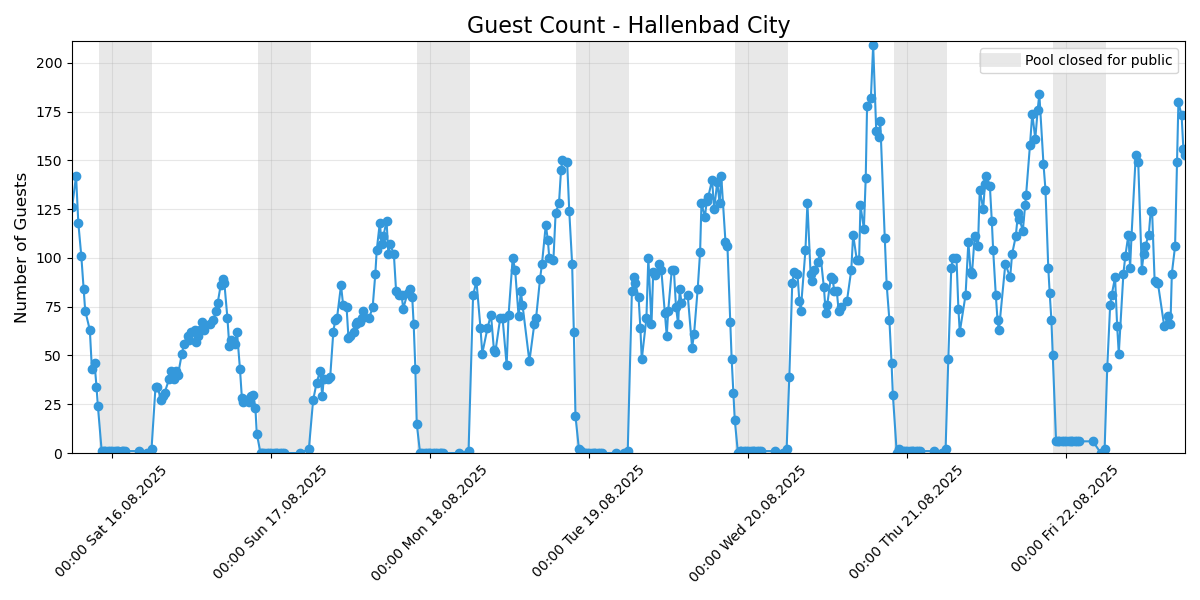 Guest Count - Hallenbad City
Pool closed for public
Number of Guests
200
175
150
125
100
75
50
25
0
00:00 Sat 16.08.2025
00:00 Sun 17.08.2025
00:00 Mon 18.08.2025
00:00 Tue 19.08.2025
00:00 Wed 20.08.2025
00:00 Thu 21.08.2025
00:00 Fri 22.08.2025